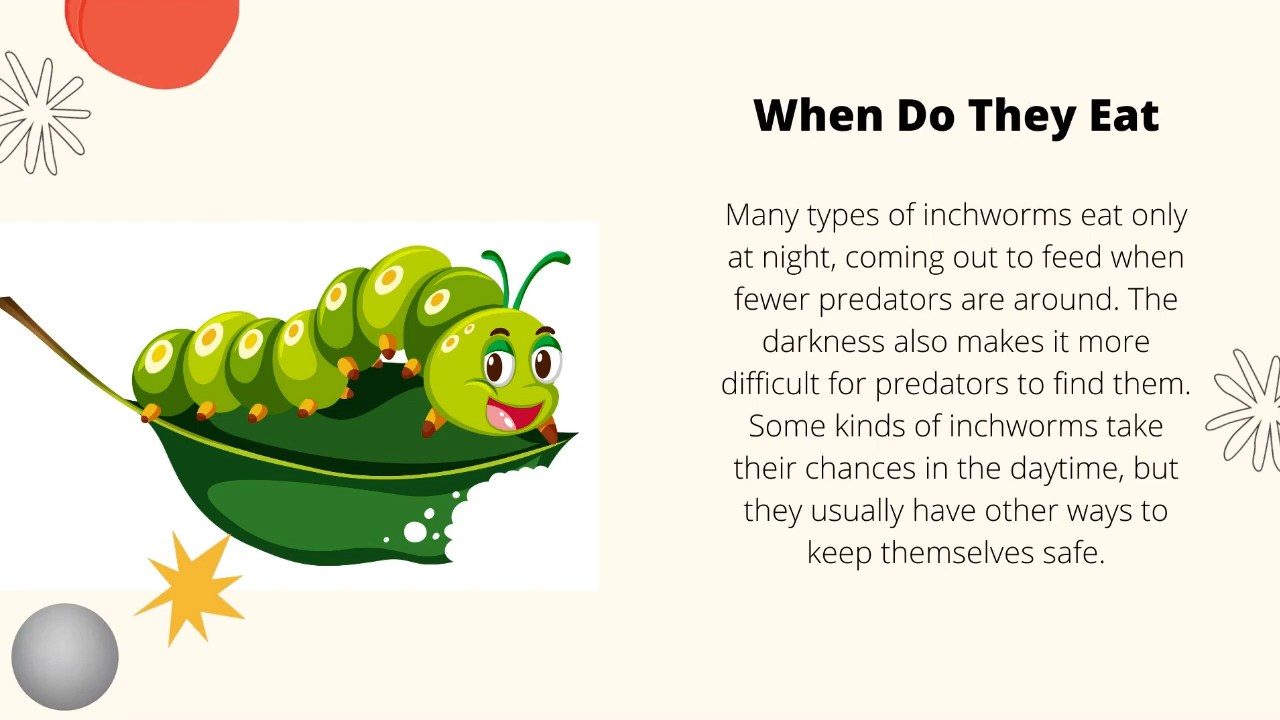 When Do They Eat
Many types of inchworms eat only
at night, coming out to feed when
fewer predators are around. The
darkness also makes it more
difficult for predators to find them.
Some kinds of inchworms take
their chances in the daytime, but
they usually have other ways to
keep themselves safe.